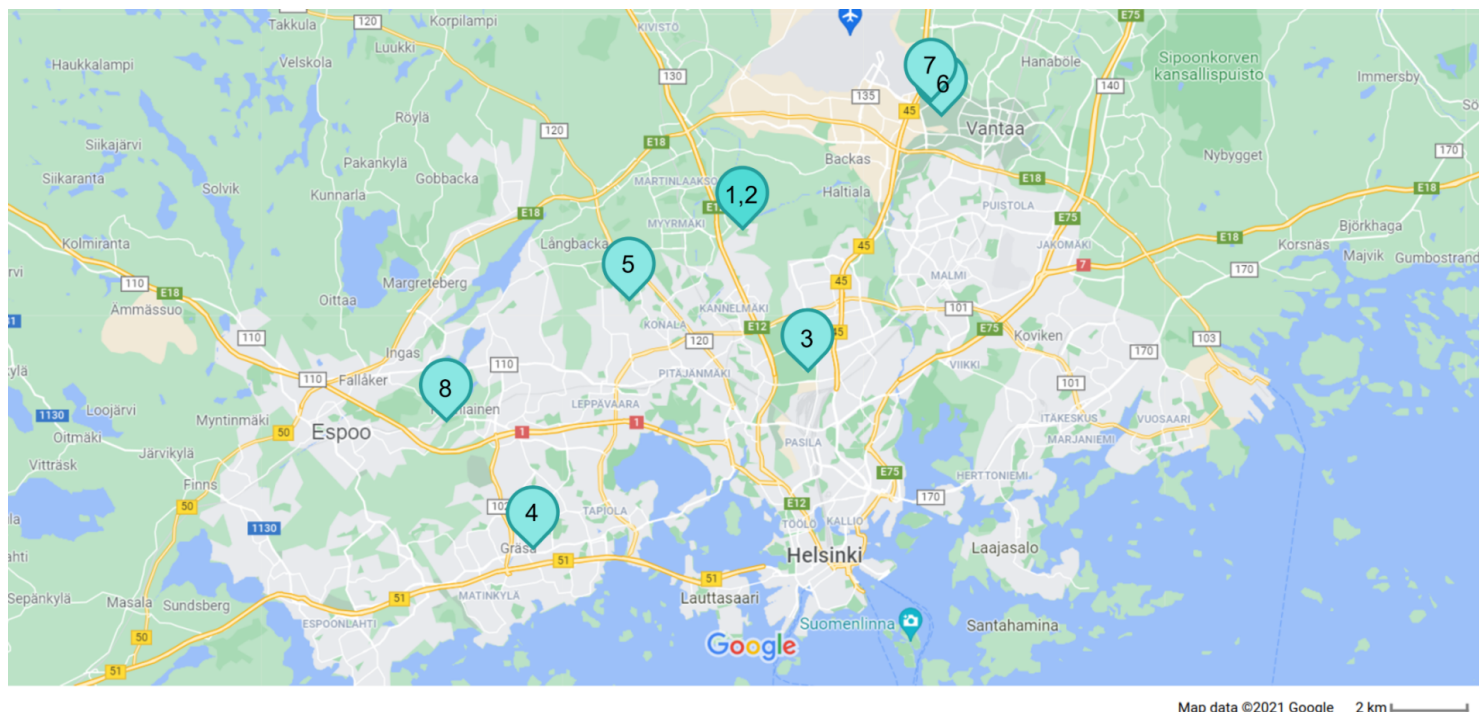 Takkula
120
Korpilampi
KIVISTÖ
E75
Luukki
Haukkalampi
Velskola
130
Hanaböle
Sipoonkorven
kansallispuisto
Immersby
7
6
140
135
45
Röylä
120
Vantaa
Siikajärvi
E18
170
Pakankylä
Backas
Nybygget
Siikaranta
Solvik
Kunnarla
Gobbacka
MARTINLAAKSO
1,2
Haltiala
E18
E18
PUISTOLA
E18
MYYRMÄKI
E75
Björkhaga
Kolmiranta
Långbacka
45
JAKOMÄKI
E18
Korsnäs
5
7
Majvik
Gumbostrand
110
E18
Margreteberg
45
MALMI
170
Oittaa
Ämmässuo
KANNELMÄKI
101
KONALA
E12
3
45
E75
Koviken
110
120
103
Ingas
110
170
110
Fallåker
8
PITÄJÄNMÄKI
VIIKKI
101
LEPPÄVAARA
1130
Loojärvi
Myntinmäki
1
ITÄKESKUS
VUOSAARI
Oitmäki
50
Espoo
1
PASILA
MARJANIEMI
Järvikylä
Vitträsk
E75
HERTTONIEMI
Finns
170
50
4
E12
TAPIOLA
1130
TÖÖLÖ
KALLIO
Gräsa
51
Helsinki
Laajasalo
51
Sepänkylä
Masala
Sundsberg
51
MATINKYLÄ
Lauttasaari
ESPOONLAHTI
Suomenlinna
Santahamina
50
Google
51
Map data ©2021 Google
2 km